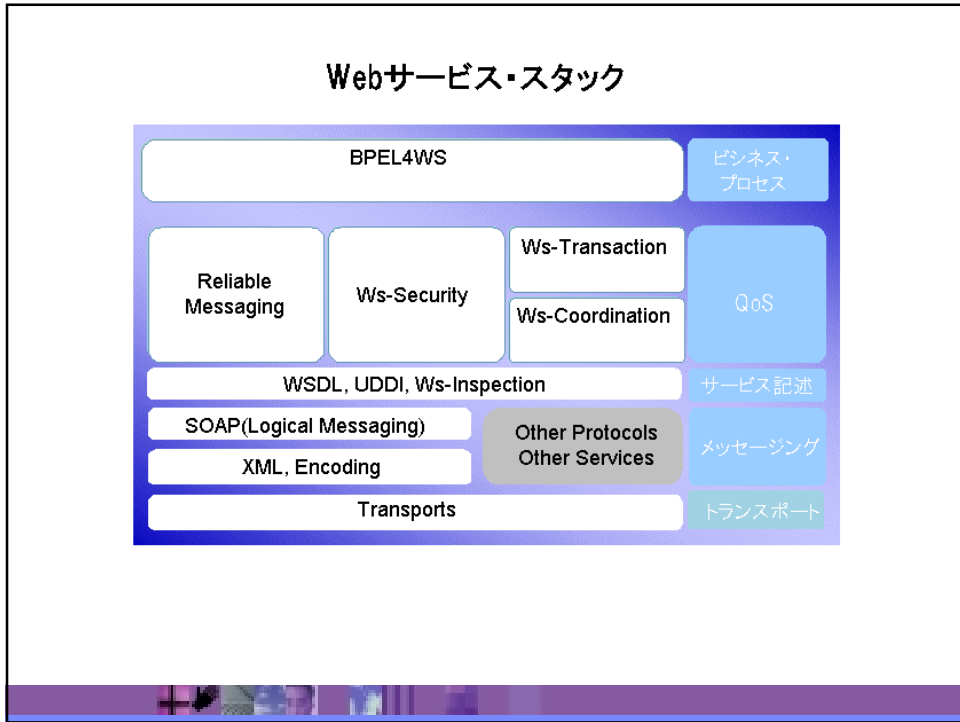 Webサービス・スタック
BPEL4WS
ビジネス・
プロセス
Reliable
Messaging
Ws-Security
Ws-Transaction
Ws-Coordination
QoS
WSDL, UDDI, Ws-Inspection
サービス記述
SOAP(Logical Messaging)
XML, Encoding
Other Protocols
Other Services
メッセージング
Transports
トランスポート